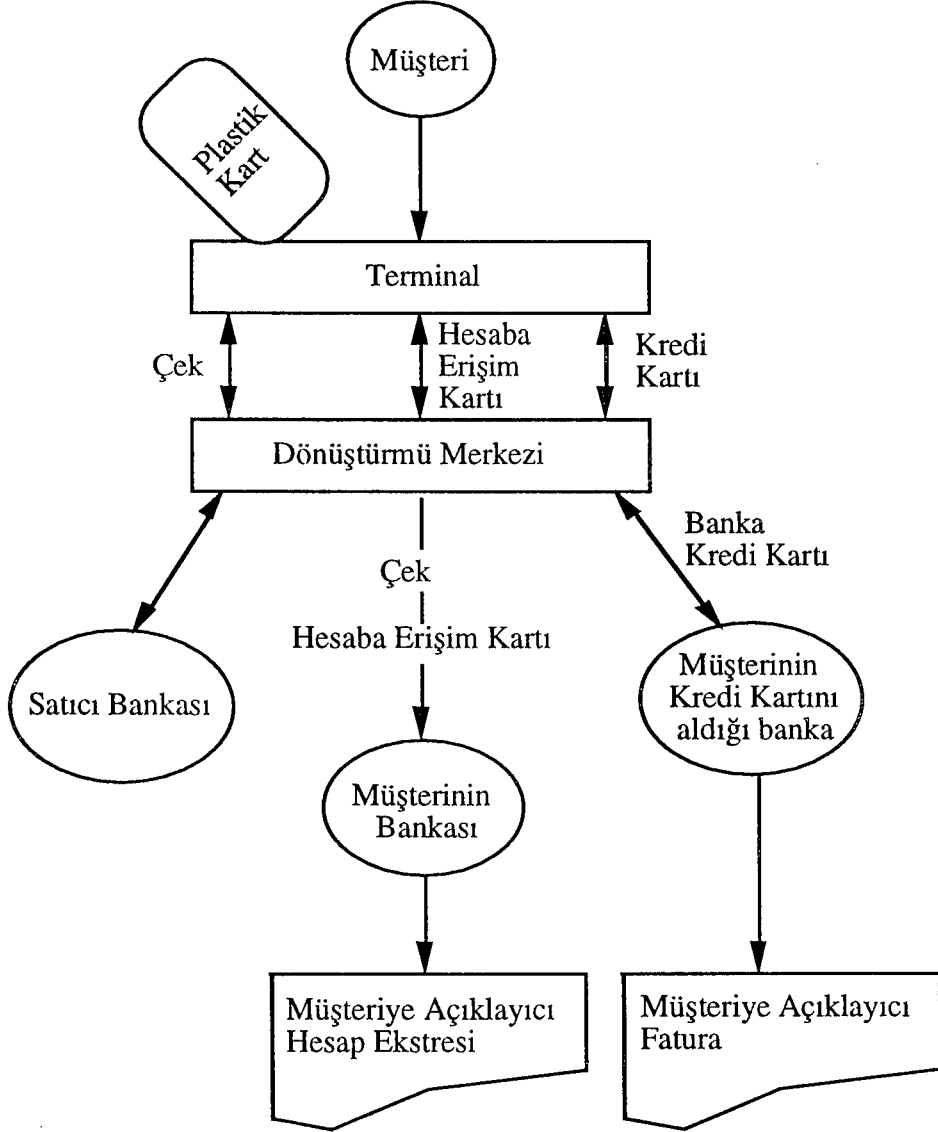 Müşteri
Plastik
Kart
Terminal
Çek
Hesaba
Erişim
Kartı
Kredi
Kartı
Dönüştürmü Merkezi
Banka
Kredi Kartı
Çek
Hesaba Erişim Kartı
Satıcı Bankası
Müşterinin
Kredi Kartını
aldığı banka
Müşterinin
Bankası
Müşteriye Açıklayıcı
Hesap Ekstresi
Müşteriye Açıklayıcı
Fatura